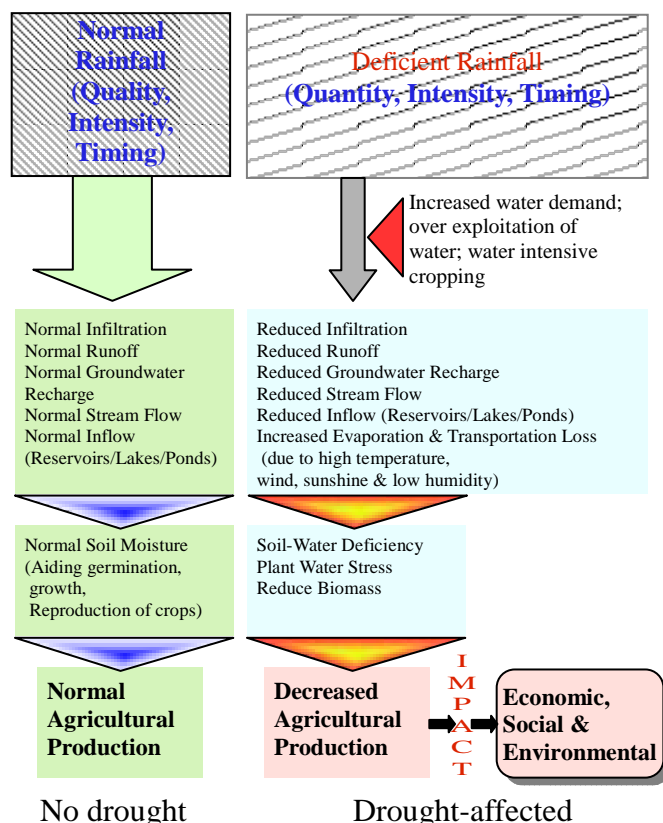 Normal
Rainfall
(Quality,
Intensity,
Timing)
Deficient Rainfall
(Quantity, Intensity, Timing)
Increased water demand;
over exploitation of
water; water intensive
cropping
Normal Infiltration
Normal Runoff
Normal Groundwater
Recharge
Normal Stream Flow
Normal Inflow
(Reservoirs/Lakes/Ponds)
Reduced Infiltration
Reduced Runoff
Reduced Groundwater Recharge
Reduced Stream Flow
Reduced Inflow (Reservoirs/Lakes/Ponds)
Increased Evaporation & Transportation Loss
(due to high temperature,
wind, sunshine & low humidity)
Normal Soil Moisture
(Aiding germination,
growth,
Reproduction of crops)
Soil-Water Deficiency
Plant Water Stress
Reduce Biomass
Normal
Agricultural
Production
Decreased
Agricultural
Production
I
M
P
A
C
T
Economic,
Social &
Environmental
No drought
Drought-affected